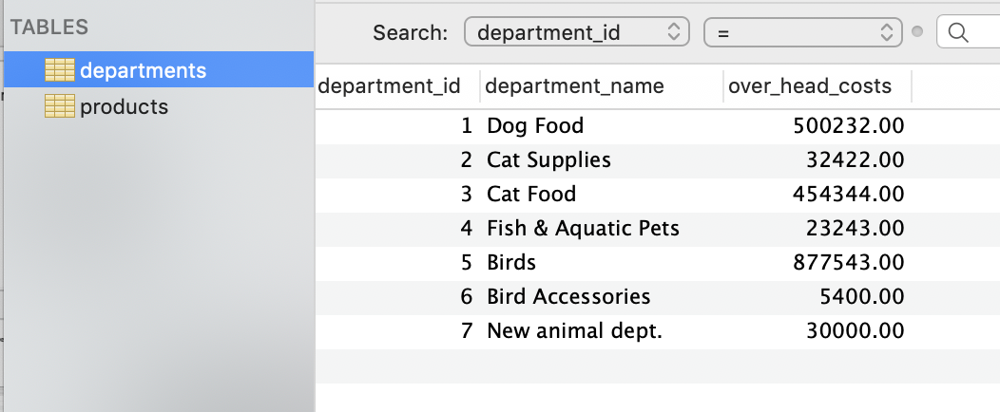 TABLES
departments
products
Search: department_id =
department_id department_name over_head_costs
1 Dog Food 500232.00
2 Cat Supplies 32422.00
3 Cat Food 454344.00
4 Fish & Aquatic Pets 23243.00
5 Birds 877543.00
6 Bird Accessories 5400.00
7 New animal dept. 30000.00